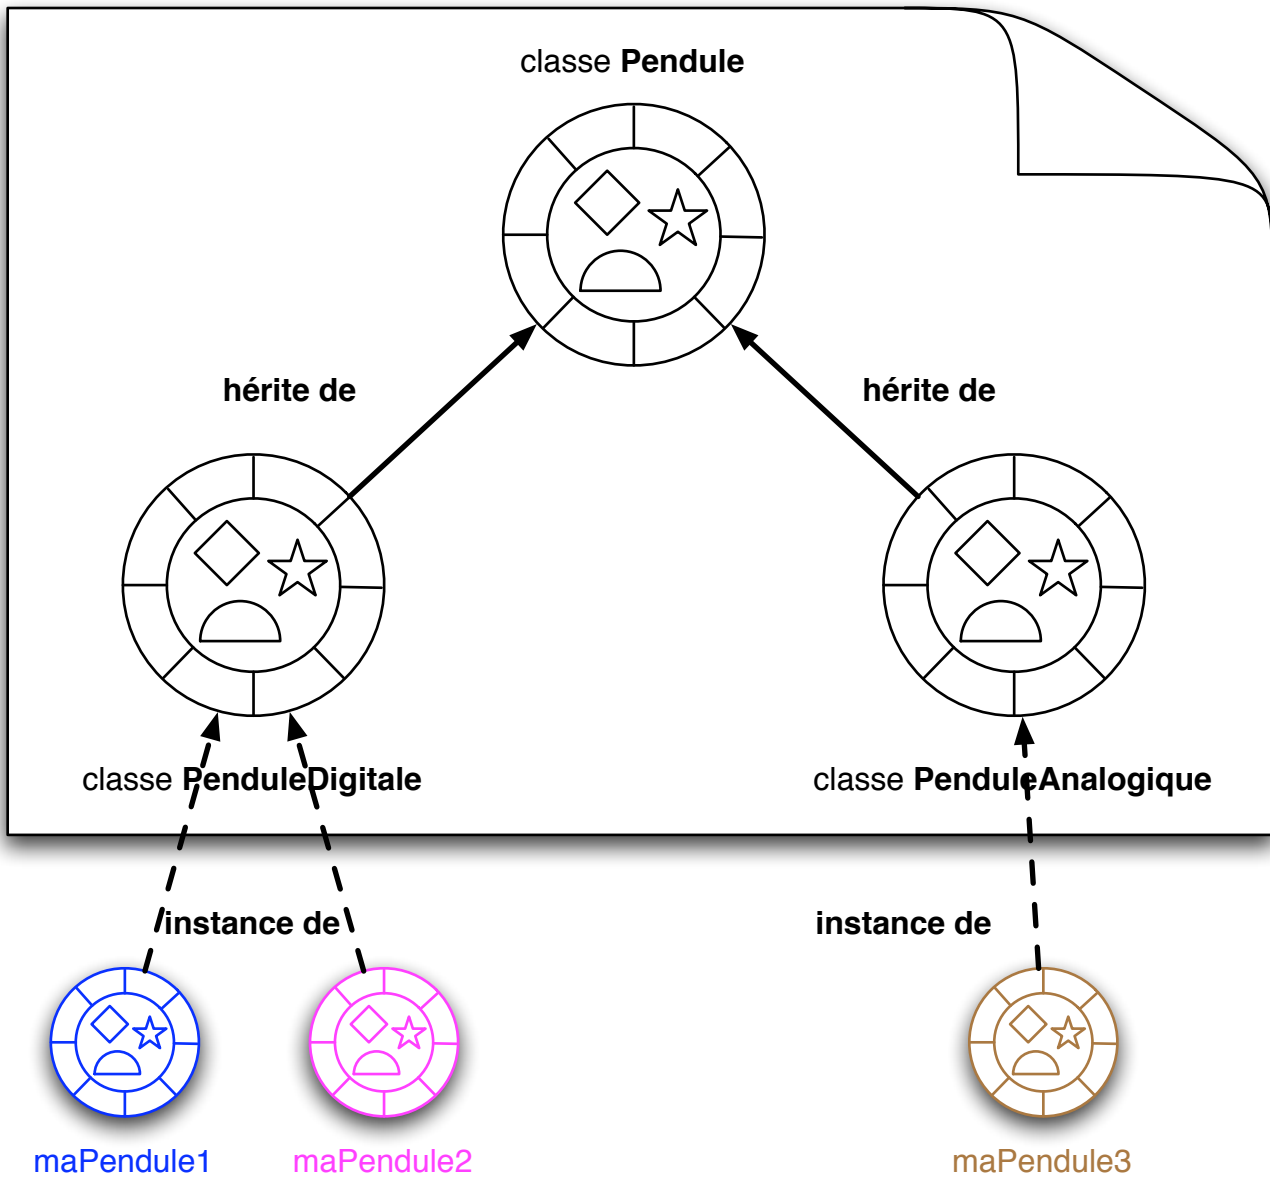 classe Pendule
hérite de
hérite de
classe PenduleDigitale
classe PenduleAnalogique
instance de
instance de
maPendule1
maPendule2
maPendule3